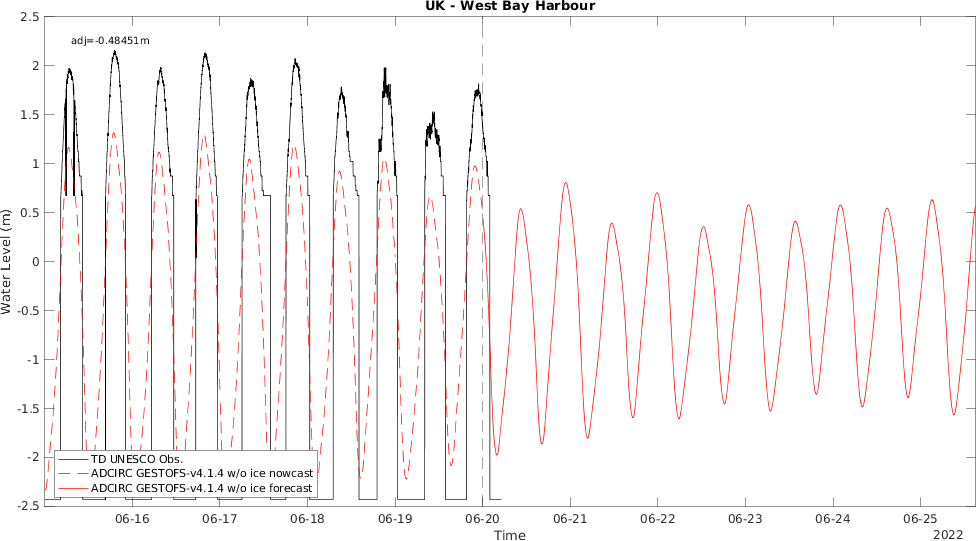 UK - West Bay Harbour
adj=-0.48451m
2.5
2
1.5
1
0.5
0
-0.5
-1
-1.5
-2
-2.5
Water Level (m)
TD UNESCO Obs.
ADCIRC GESTOFS-v4.1.4 w/o ice nowcast
ADCIRC GESTOFS-v4.1.4 w/o ice forecast
06-16 06-17 06-18 06-19 06-20 06-21 06-22 06-23 06-24 06-25
Time
2022